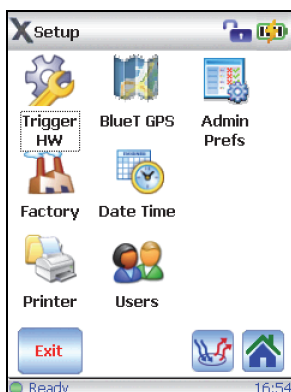 Setup
Trigger BlueT GPS Admin
HW Prefs
Factory Date Time
Printer Users
Exit
Ready 16:54